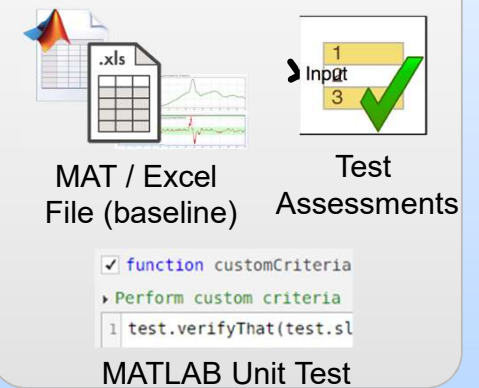 .xls
MAT / Excel
File (baseline)
1
Input
2
3
Test
Assessments
function customCriteria
Perform custom criteria
1 test.verifyThat(test.sl
MATLAB Unit Test